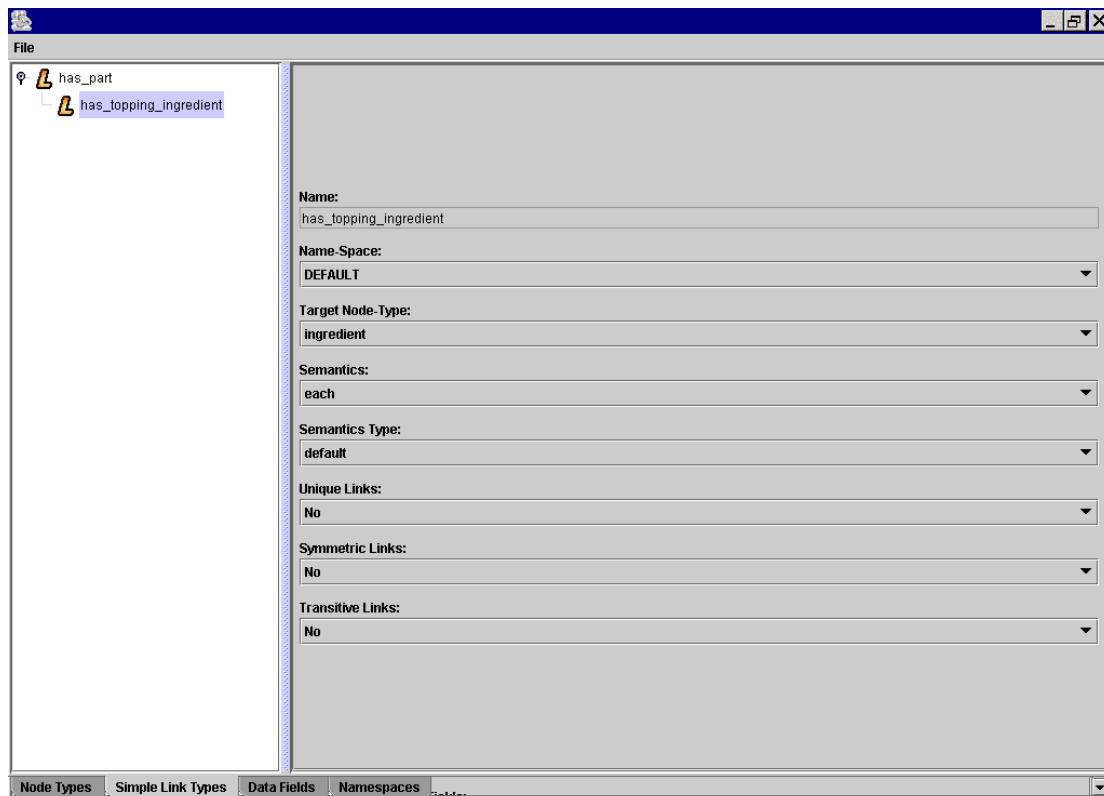 File
has_part
has_topping_ingredient
Name:
has_topping_ingredient
Name-Space:
DEFAULT
Target Node-Type:
ingredient
Semantics:
each
Semantics Type:
default
Unique Links:
No
Symmetric Links:
No
Transitive Links:
No
Node Types Simple Link Types Data Fields Namespaces